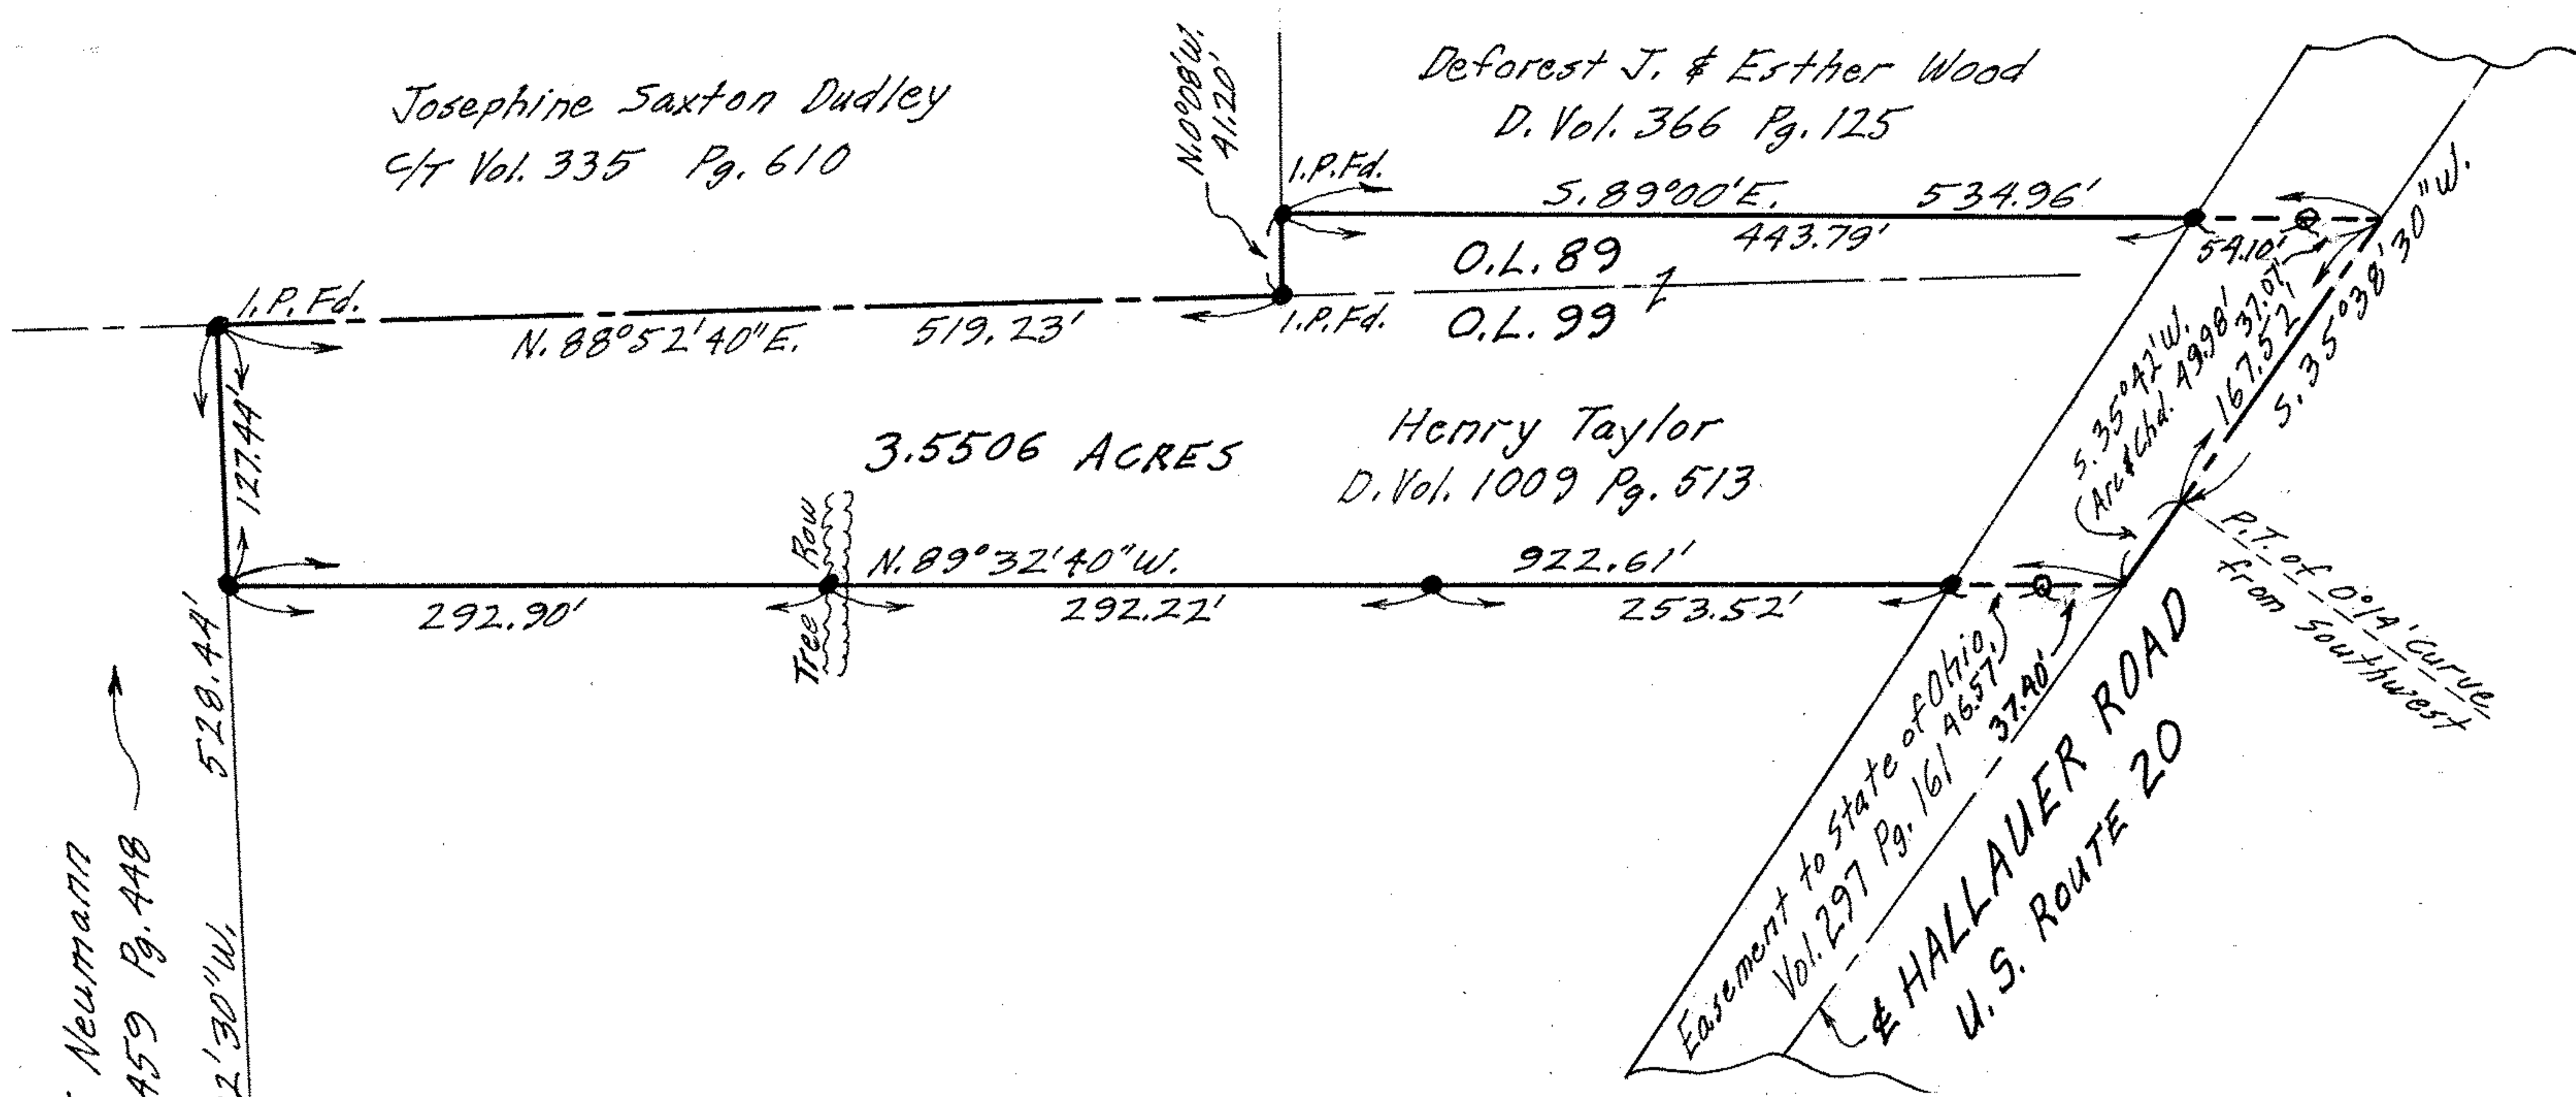 Josephine Saxton Dudley
C/T Vol. 335 Pg. 610
N.0°08'W.
41.20'
Deforest J. & Esther Wood
D. Vol. 366 Pg. 125
I.P.Fd.
S.89°00'E. 534.96'
443.79'
54.10'
37.07'
O.L. 89
O.L. 99
I.P. Fd.
I.P.Fd.
N. 88°52'40"E. 519.23'
S.35°38'30"W.
167.52'
S.35°42'W.
Arc & Chd. 49.98'
127.44'
3.5506 ACRES
Henry Taylor
D.Vol. 1009 Pg. 513
P.T. of 0°14' Curve
from Southwest
Tree Row
N.89°32'40"W. 922.61'
292.90'
292.22'
253.52'
46.57'
37.40'
Easement to State of Ohio
Vol. 297 Pg. 161
℄ HALLAUER ROAD
U.S. ROUTE 20
528.44'
2'30"W.
Neumann
459 Pg. 448